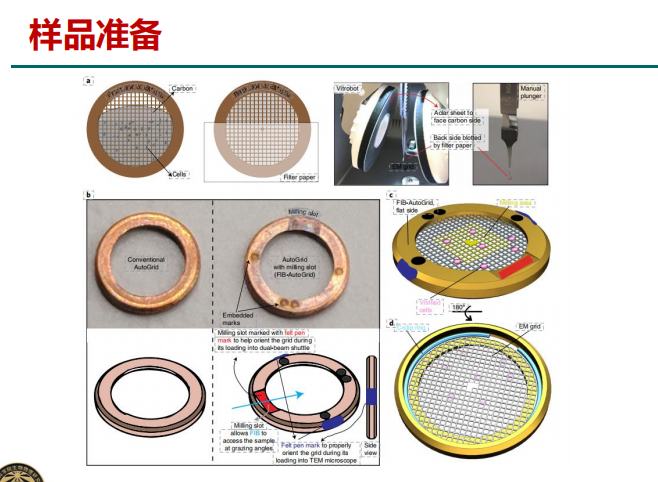 样品准备
a
Carbon
Cells
Filter paper
Vitrobot
Aclar sheet to
face carbon side
Back side blotted
by filter paper
EM grid
Manual
plunger
b
Conventional
AutoGrid
Milling slot
AutoGrid
with milling slot
(FIB-AutoGrid)
Embedded
marks
Milling slot marked with felt pen
mark to help orient the grid during
its loading into dual-beam shuttle
Milling slot
allows FIB to
access the sample
at grazing angles.
Felt pen mark to properly
orient the grid during its
loading into TEM microscope
Side
view
c
FIB-AutoGrid,
flat side
Milling area
Vitrified
cells
180°
d
EM grid